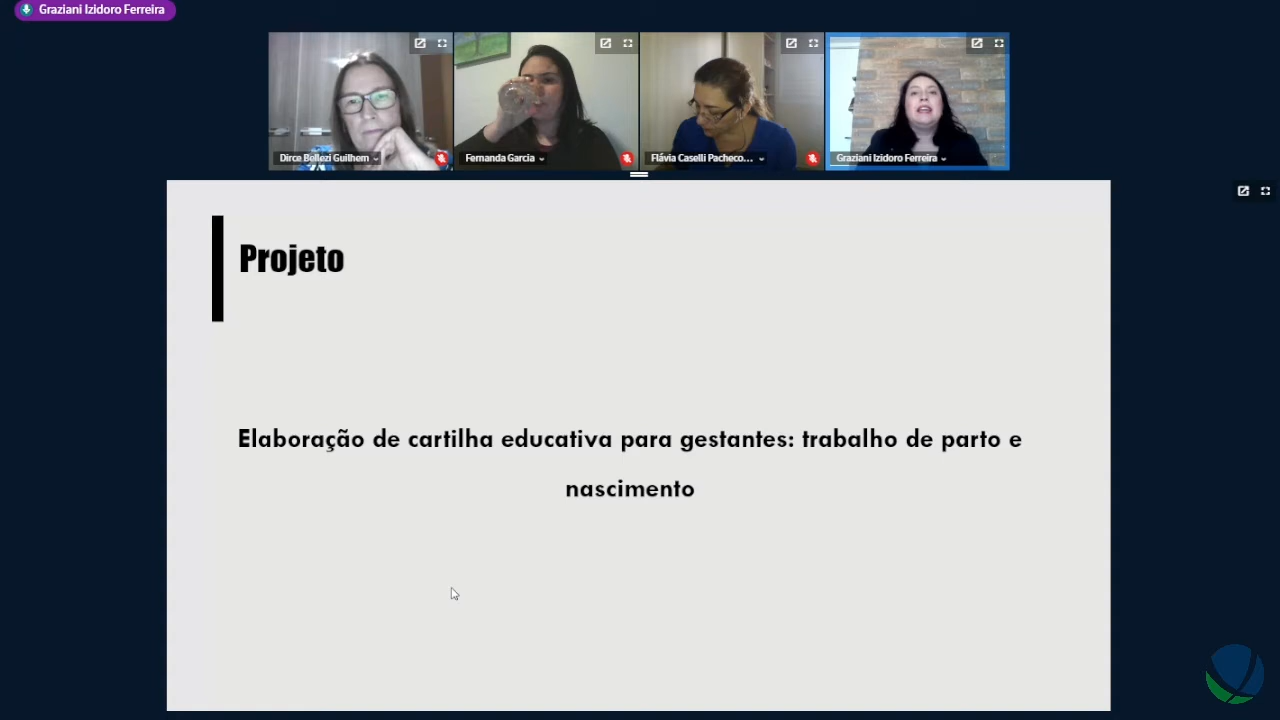 Graziani Izidoro Ferreira
Dirce Bellezi Guilhem
Fernanda Garcia
Flávia Caselli Pacheco...
Graziani Izidoro Ferreira
Projeto
Elaboração de cartilha educativa para gestantes: trabalho de parto e
nascimento